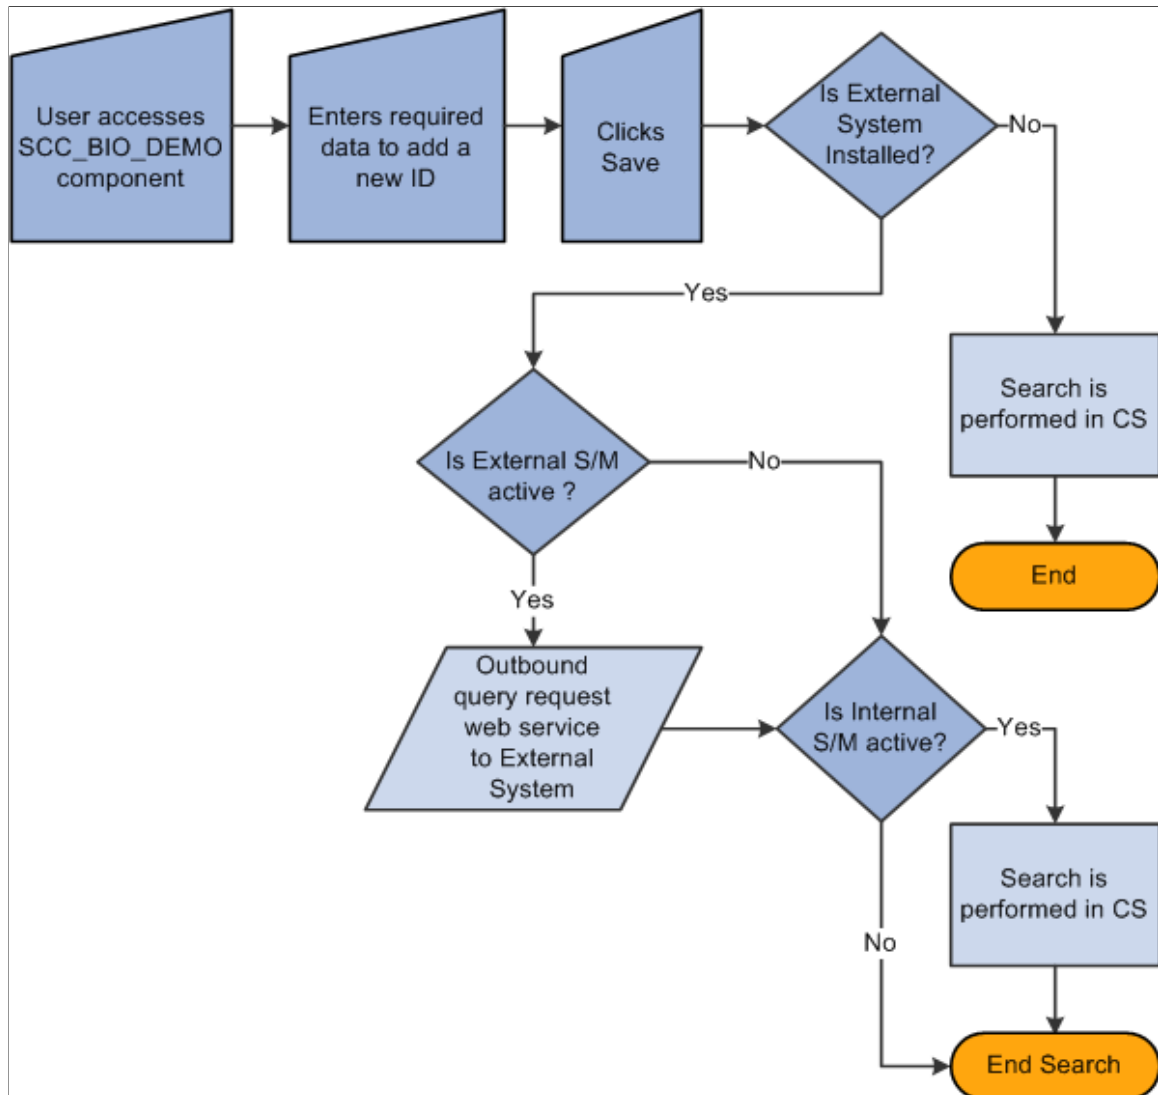 User accesses
SCC_BIO_DEMO
component
Enters required
data to add a
new ID
Clicks
Save
Is External
System
Installed?
No
Yes
Search is
performed in CS
End
Is External S/M
active ?
No
Yes
Outbound
query request
web service
to External
System
Is Internal
S/M active?
Yes
No
Search is
performed in CS
End Search